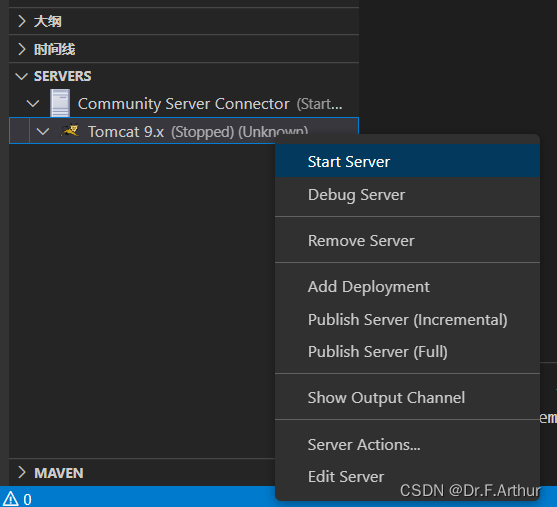 大纲
时间线
SERVERS
Community Server Connector (Start...
Tomcat 9.x (Stopped) (Unknown)
Start Server
Debug Server
Remove Server
Add Deployment
Publish Server (Incremental)
Publish Server (Full)
Show Output Channel
em
Server Actions...
Edit Server
MAVEN
CSDN @Dr.F.Arthur
0